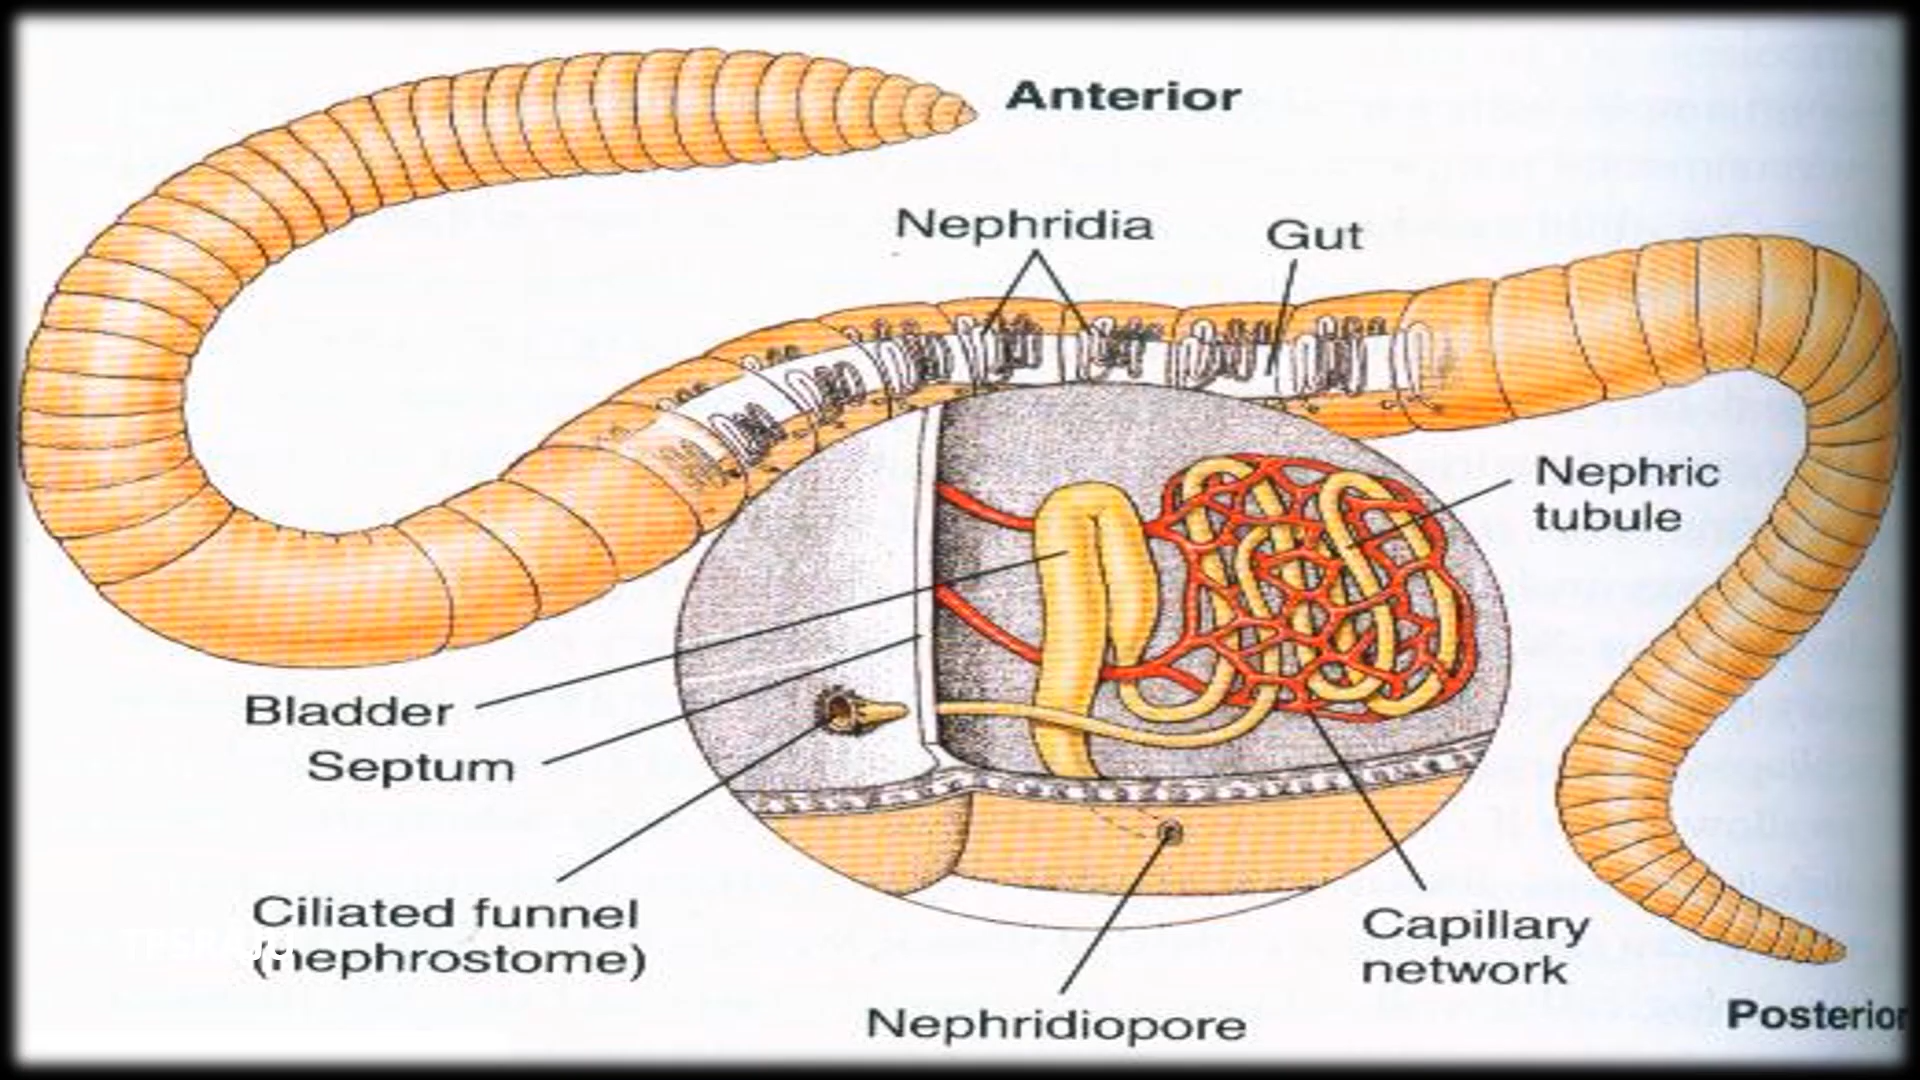 Anterior
Nephridia
Gut
Nephric
tubule
Bladder
Septum
Ciliated funnel
(nephrostome)
Capillary
network
Nephridiopore
Posterior